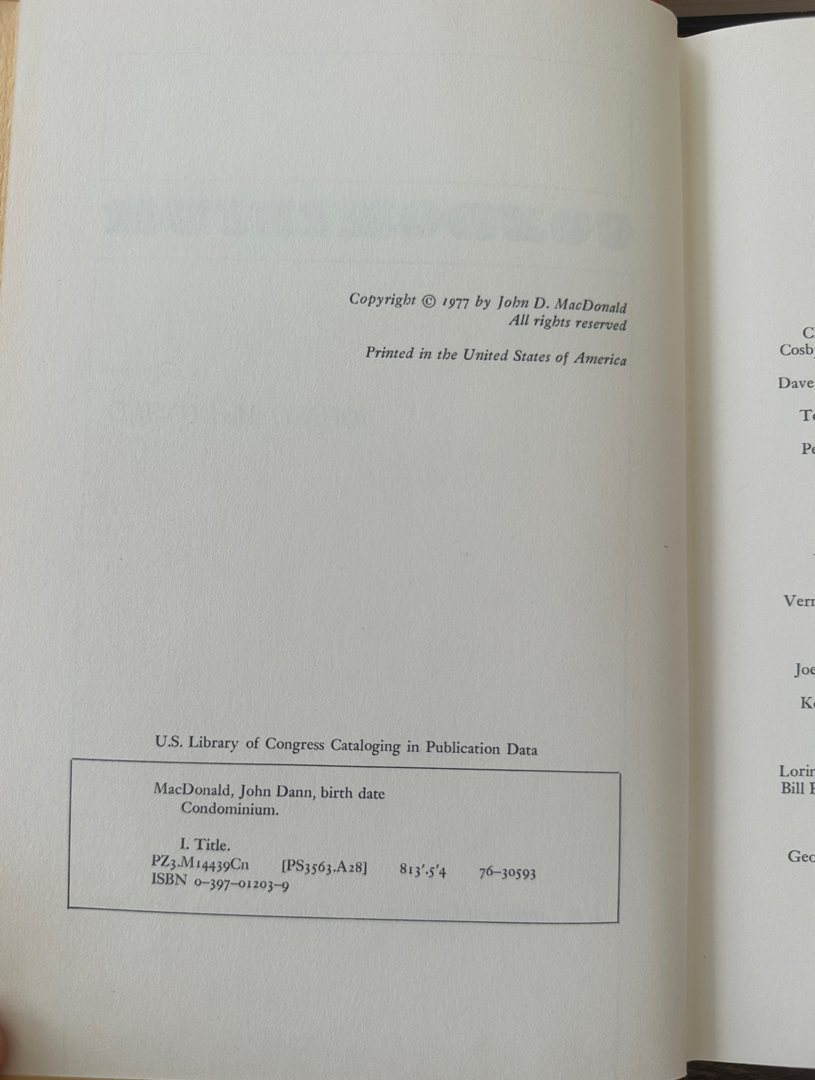 Copyright © 1977 by John D. MacDonald
All rights reserved
Printed in the United States of America
U.S. Library of Congress Cataloging in Publication Data
MacDonald, John Dann, birth date
Condominium.
I. Title.
PZ3.M14439Cn [PS3563.A28] 813'.5'4 76–30593
ISBN 0–397–01203–9
Dave
Joe